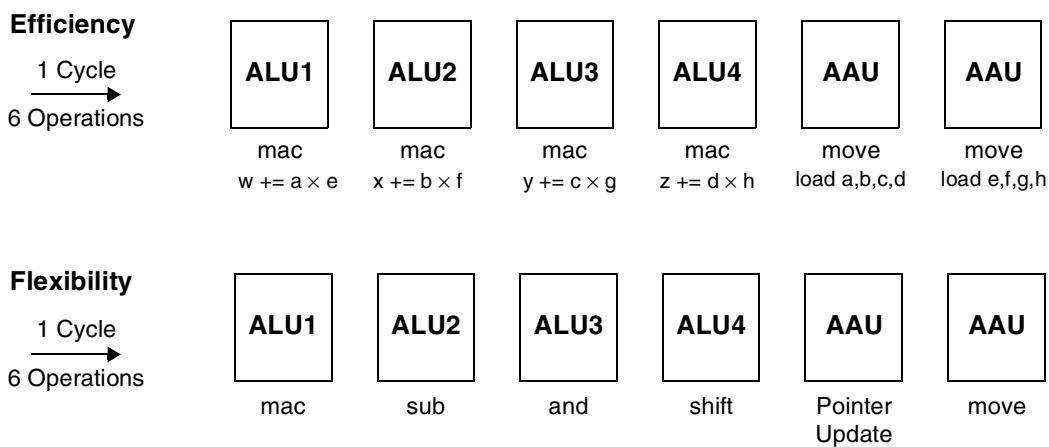 Efficiency
1 Cycle
6 Operations
ALU1 ALU2 ALU3 ALU4 AAU AAU
mac mac mac mac move move
w += a × e x += b × f y += c × g z += d × h load a,b,c,d load e,f,g,h
Flexibility
1 Cycle
6 Operations
ALU1 ALU2 ALU3 ALU4 AAU AAU
mac sub and shift Pointer move
Update